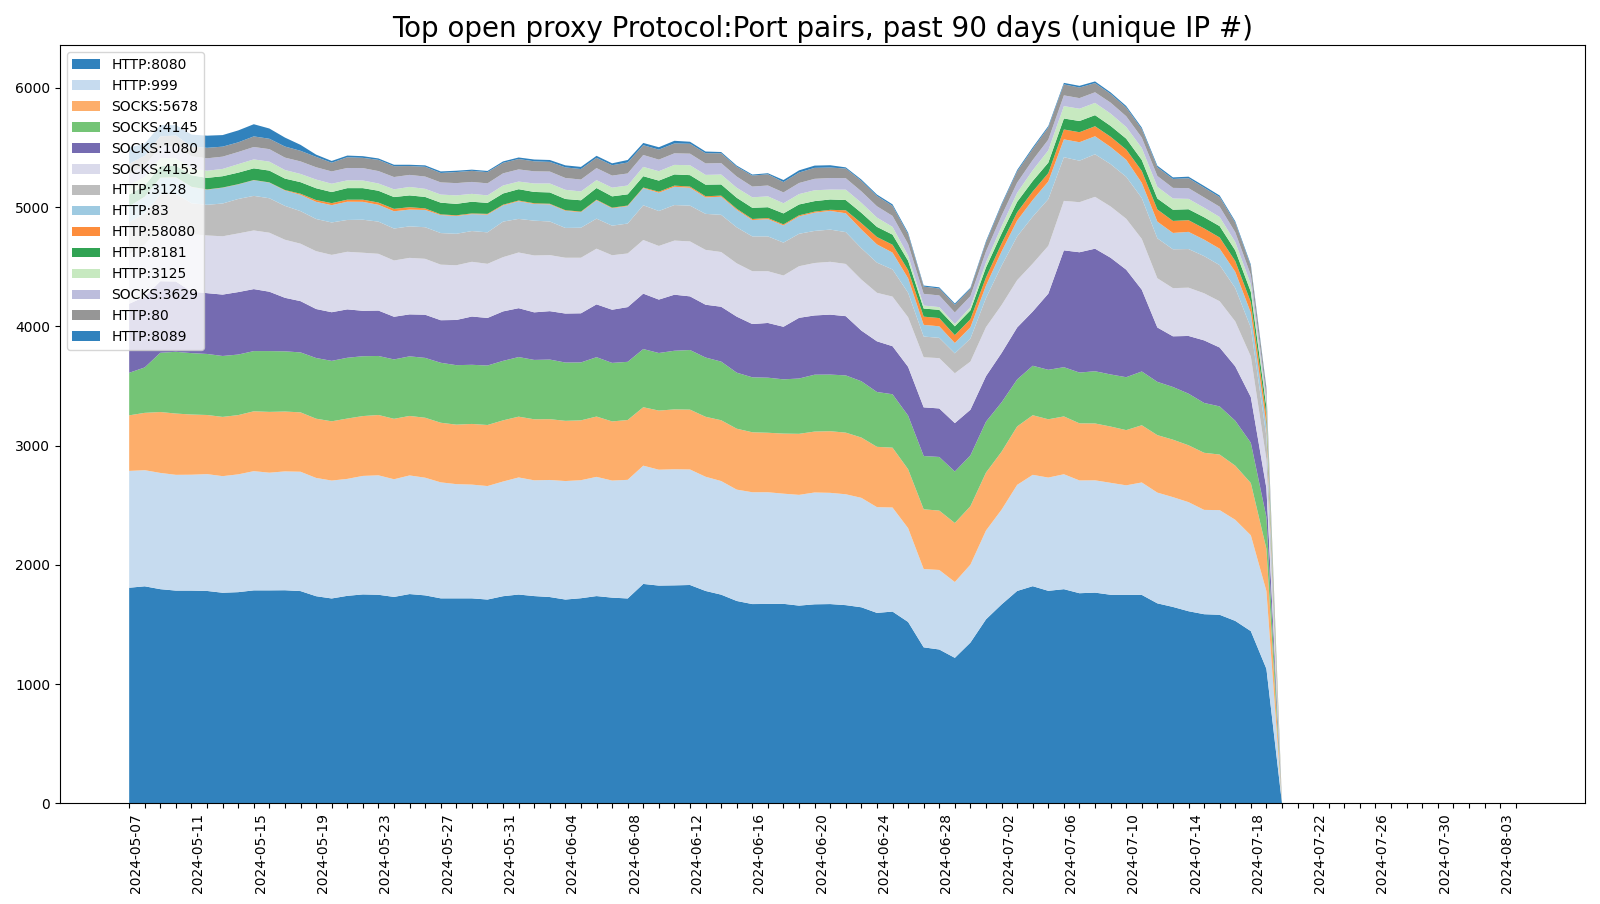 Top open proxy Protocol:Port pairs, past 90 days (unique IP #)
HTTP:8080
HTTP:999
SOCKS:5678
SOCKS:4145
SOCKS:1080
SOCKS:4153
HTTP:3128
HTTP:83
HTTP:58080
HTTP:8181
HTTP:3125
SOCKS:3629
HTTP:80
HTTP:8089
6000
5000
4000
3000
2000
1000
0
2024-05-07
2024-05-11
2024-05-15
2024-05-19
2024-05-23
2024-05-27
2024-05-31
2024-06-04
2024-06-08
2024-06-12
2024-06-16
2024-06-20
2024-06-24
2024-06-28
2024-07-02
2024-07-06
2024-07-10
2024-07-14
2024-07-18
2024-07-22
2024-07-26
2024-07-30
2024-08-03